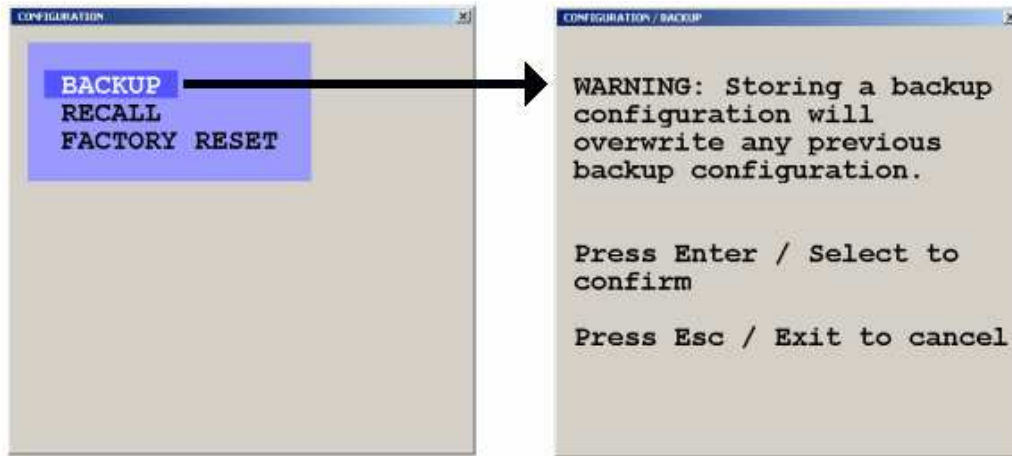 CONFIGURATION
BACKUP
RECALL
FACTORY RESET
CONFIGURATION / BACKUP
WARNING: Storing a backup
configuration will
overwrite any previous
backup configuration.
Press Enter / Select to
confirm
Press Esc / Exit to cancel